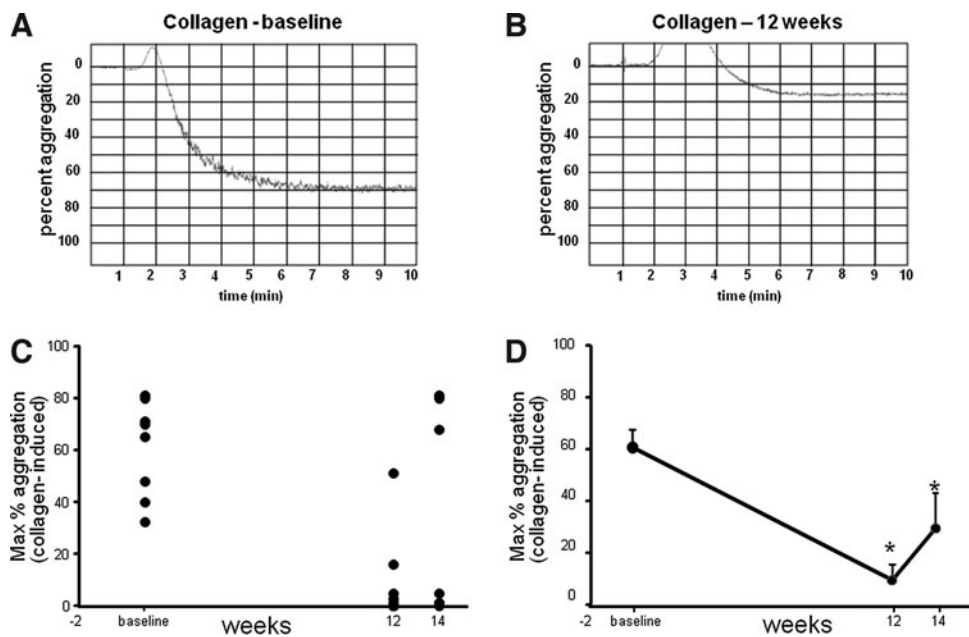 A
Collagen - baseline
percent aggregation
0
20
40
60
80
100
1 2 3 4 5 6 7 8 9 10
time (min)
B
Collagen – 12 weeks
percent aggregation
0
20
40
60
80
100
1 2 3 4 5 6 7 8 9 10
time (min)
C
Max % aggregation
(collagen- induced)
100
80
60
40
20
0
-2 baseline 12 14
weeks
D
Max % aggregation
(collagen-induced)
100
80
60
40
20
0
*
*
-2 baseline 12 14
weeks